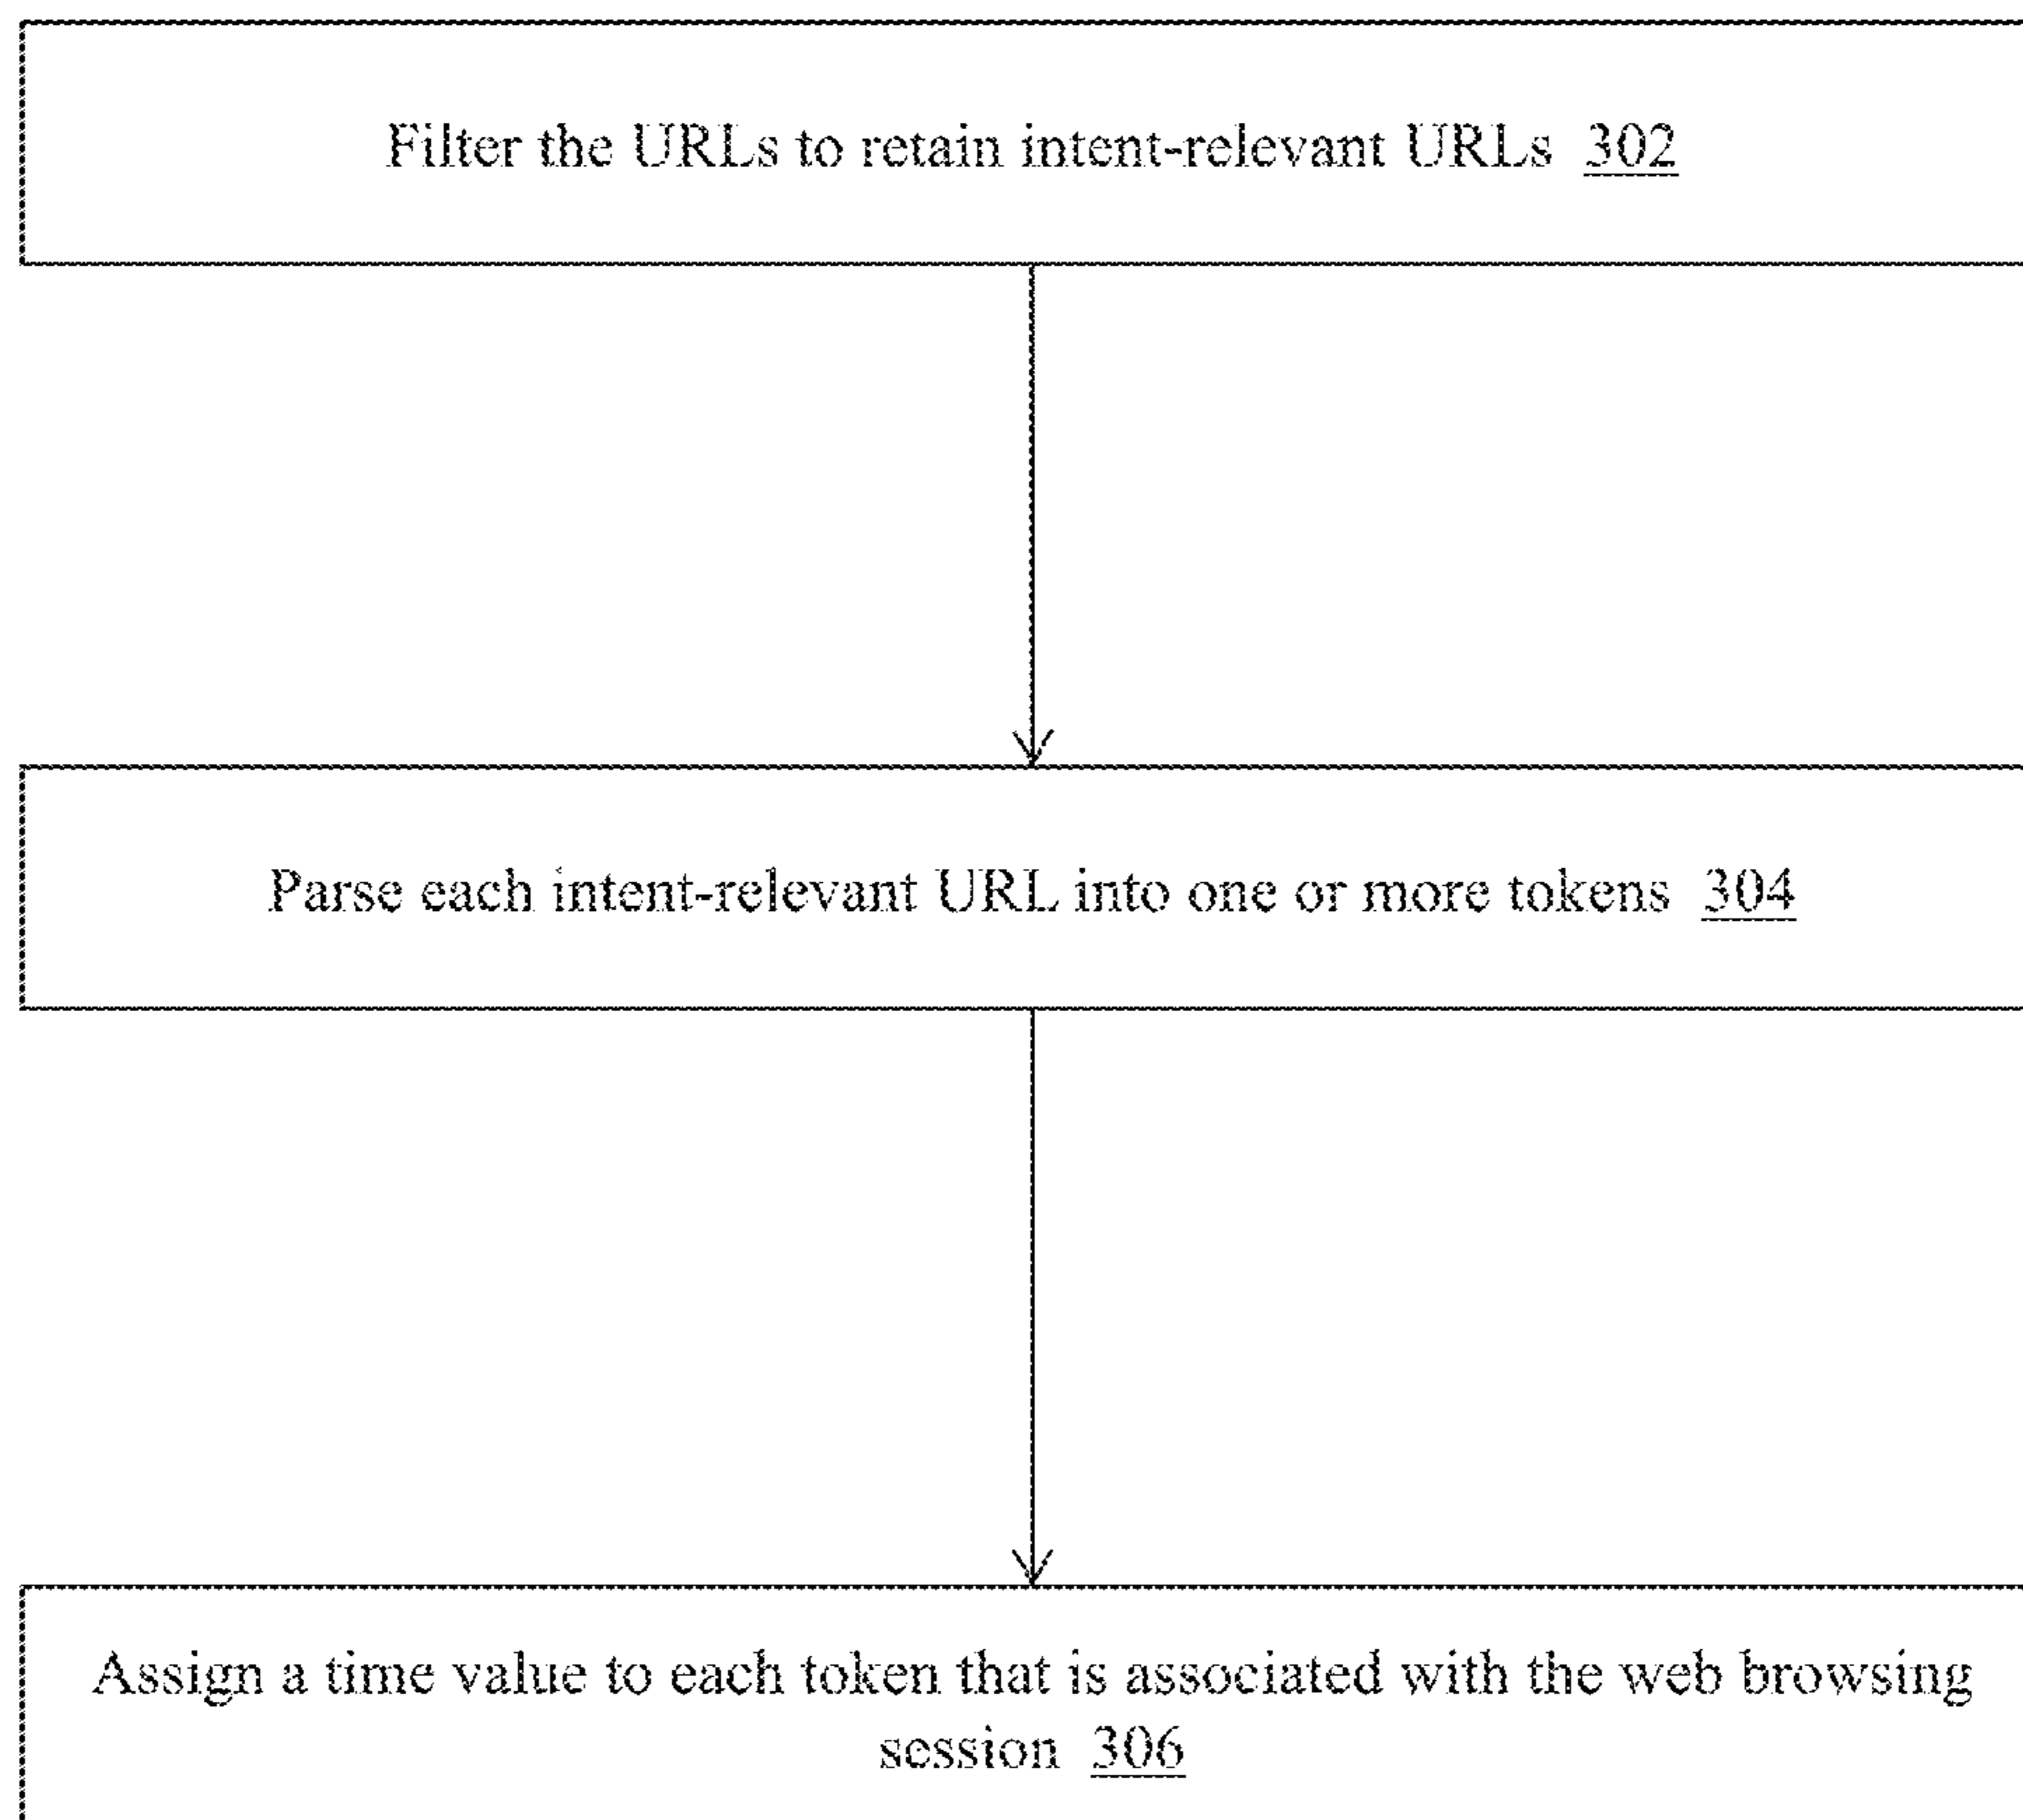 Filter the URLs to retain intent-relevant URLs 302
Parse each intent-relevant URL into one or more tokens 304
Assign a time value to each token that is associated with the web browsing
session 306